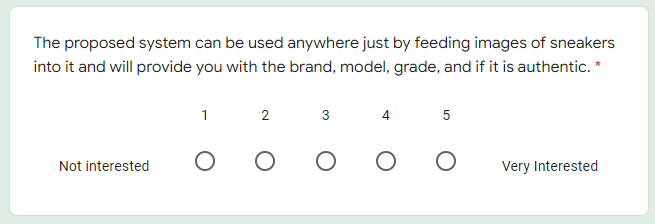 The proposed system can be used anywhere just by feeding images of sneakers
into it and will provide you with the brand, model, grade, and if it is authentic. *
1 2 3 4 5
Not interested Very Interested